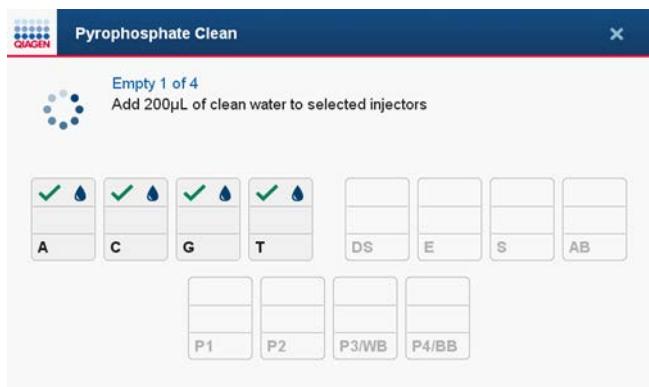 QIAGEN
Pyrophosphate Clean
Empty 1 of 4
Add 200µL of clean water to selected injectors
A C G T DS E S AB
P1 P2 P3/WB P4/BB